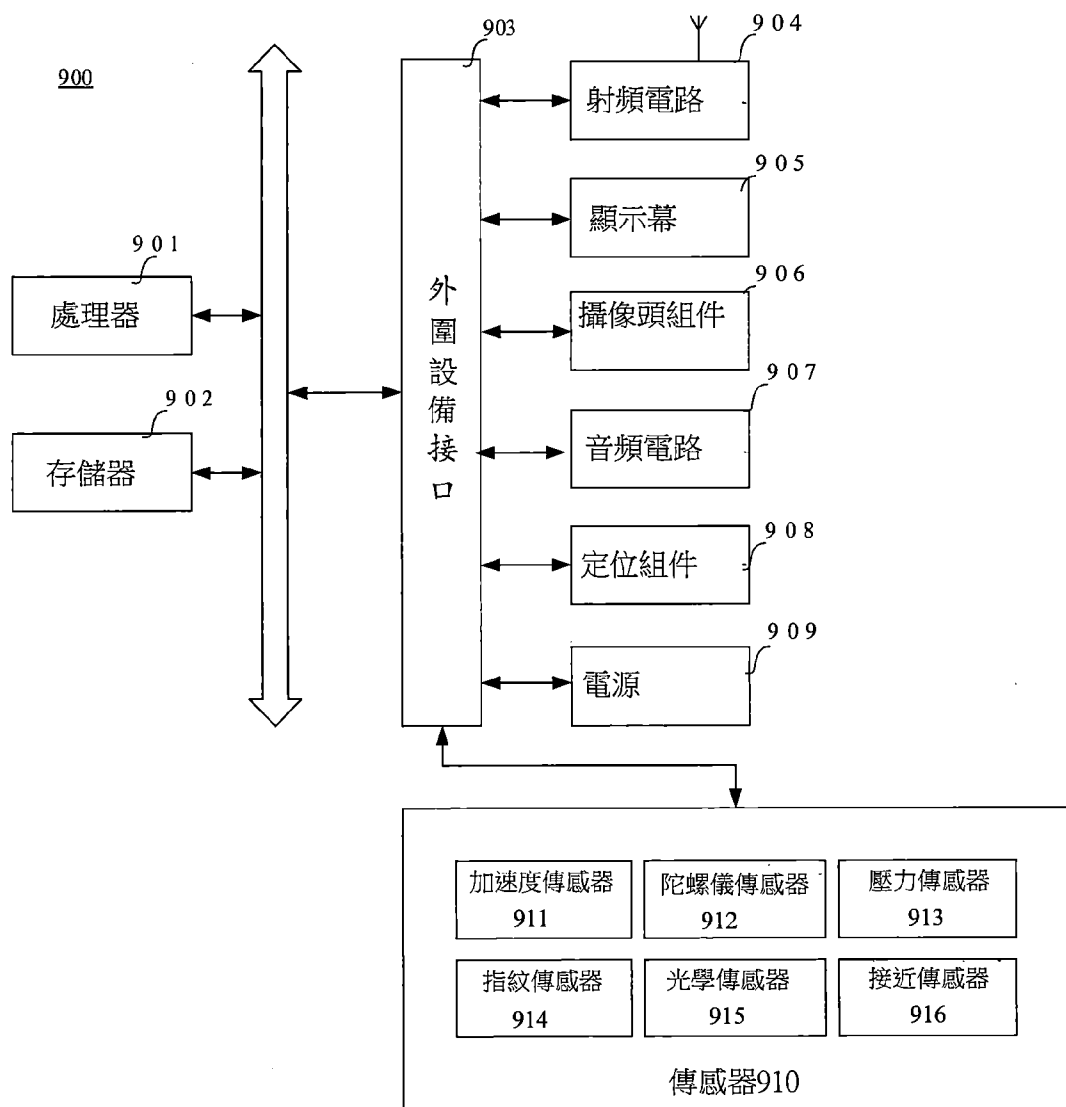 900
903
904
射頻電路
905
顯示幕
901
處理器
906
攝像頭組件
外圍設備接口
902
存儲器
907
音頻電路
908
定位組件
909
電源
加速度傳感器
911
陀螺儀傳感器
912
壓力傳感器
913
指紋傳感器
914
光學傳感器
915
接近傳感器
916
傳感器910